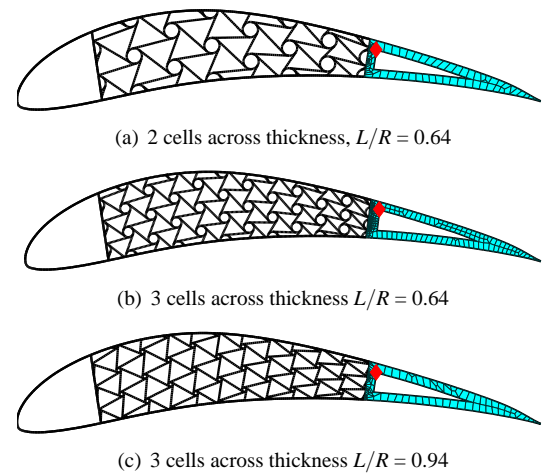 (a) 2 cells across thickness, L/R = 0.64
(b) 3 cells across thickness L/R = 0.64
(c) 3 cells across thickness L/R = 0.94